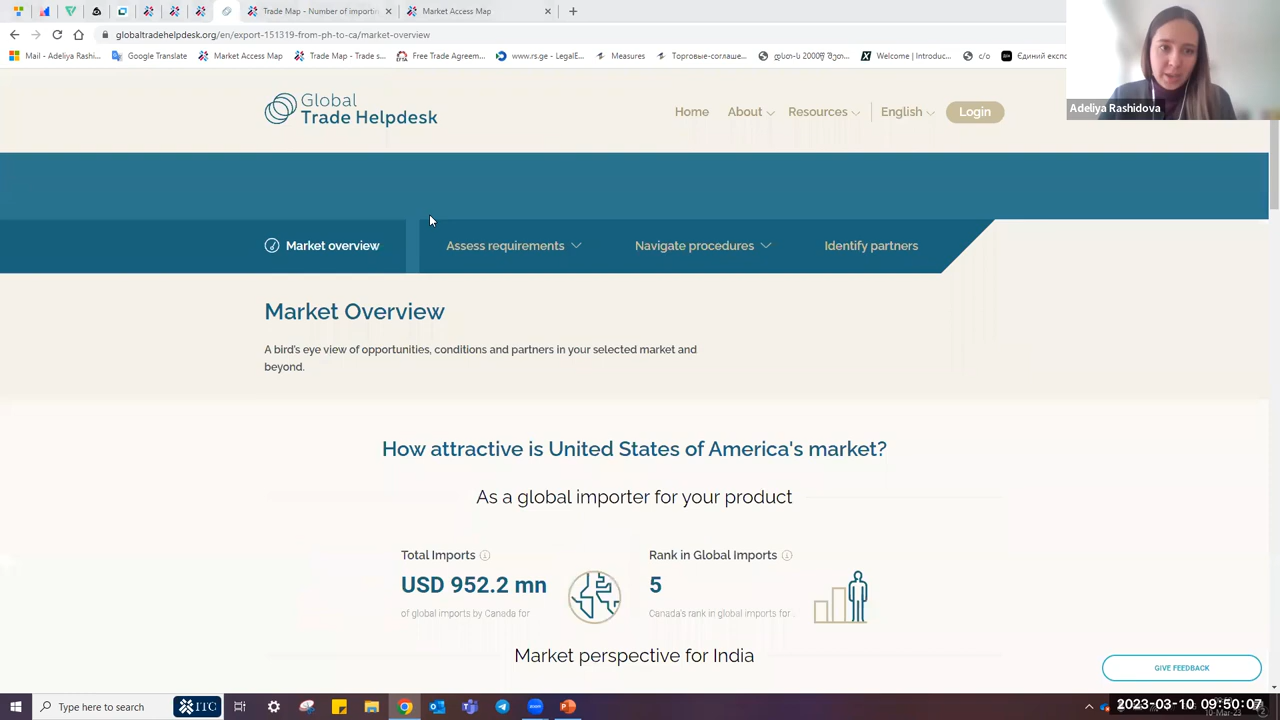 Trade Map - Number of importin
Market Access Map
globaltradehelpdesk.org/en/export-151319-from-ph-to-ca/market-overview
Mail - Adeliya Rashi...
Google Translate
Market Access Map
Trade Map - Trade s...
Free Trade Agreem...
www.rs.ge - LegalE...
Measures
Торговые-соглаше...
Welcome | Introduc...
c/o
Єдиний експо
Adeliya Rashidova
Global
Trade Helpdesk
Home
About
Resources
English
Login
Market overview
Assess requirements
Navigate procedures
Identify partners
Market Overview
A bird's eye view of opportunities, conditions and partners in your selected market and
beyond.
How attractive is United States of America's market?
As a global importer for your product
Total Imports
Rank in Global Imports
USD 952.2 mn
5
of global imports by Canada for
Canada's rank in global imports for
Market perspective for India
GIVE FEEDBACK
Type here to search
ITC
2023-03-10 09:50:07